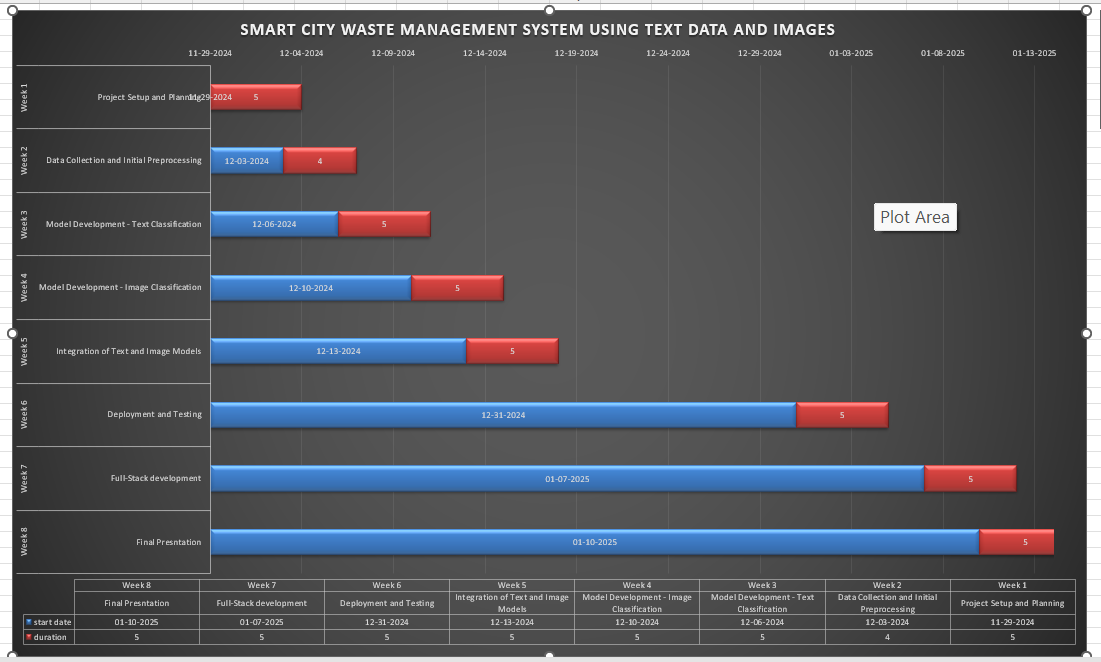 SMART CITY WASTE MANAGEMENT SYSTEM USING TEXT DATA AND IMAGES
11-29-2024 12-04-2024 12-09-2024 12-14-2024 12-19-2024 12-24-2024 12-29-2024 01-03-2025 01-08-2025 01-13-2025
Week 1 Project Setup and Planning 11-29-2024 5
Week 2 Data Collection and Initial Preprocessing 12-03-2024 4
Week 3 Model Development - Text Classification 12-06-2024 5
Plot Area
Week 4 Model Development - Image Classification 12-10-2024 5
Week 5 Integration of Text and Image Models 12-13-2024 5
Week 6 Deployment and Testing 12-31-2024 5
Week 7 Full-Stack development 01-07-2025 5
Week 8 Final Presntation 01-10-2025 5
Week 8 Week 7 Week 6 Week 5 Week 4 Week 3 Week 2 Week 1
Final Presntation Full-Stack development Deployment and Testing Integration of Text and Image Models Model Development - Image Classification Model Development - Text Classification Data Collection and Initial Preprocessing Project Setup and Planning
start date 01-10-2025 01-07-2025 12-31-2024 12-13-2024 12-10-2024 12-06-2024 12-03-2024 11-29-2024
duration 5 5 5 5 5 5 4 5